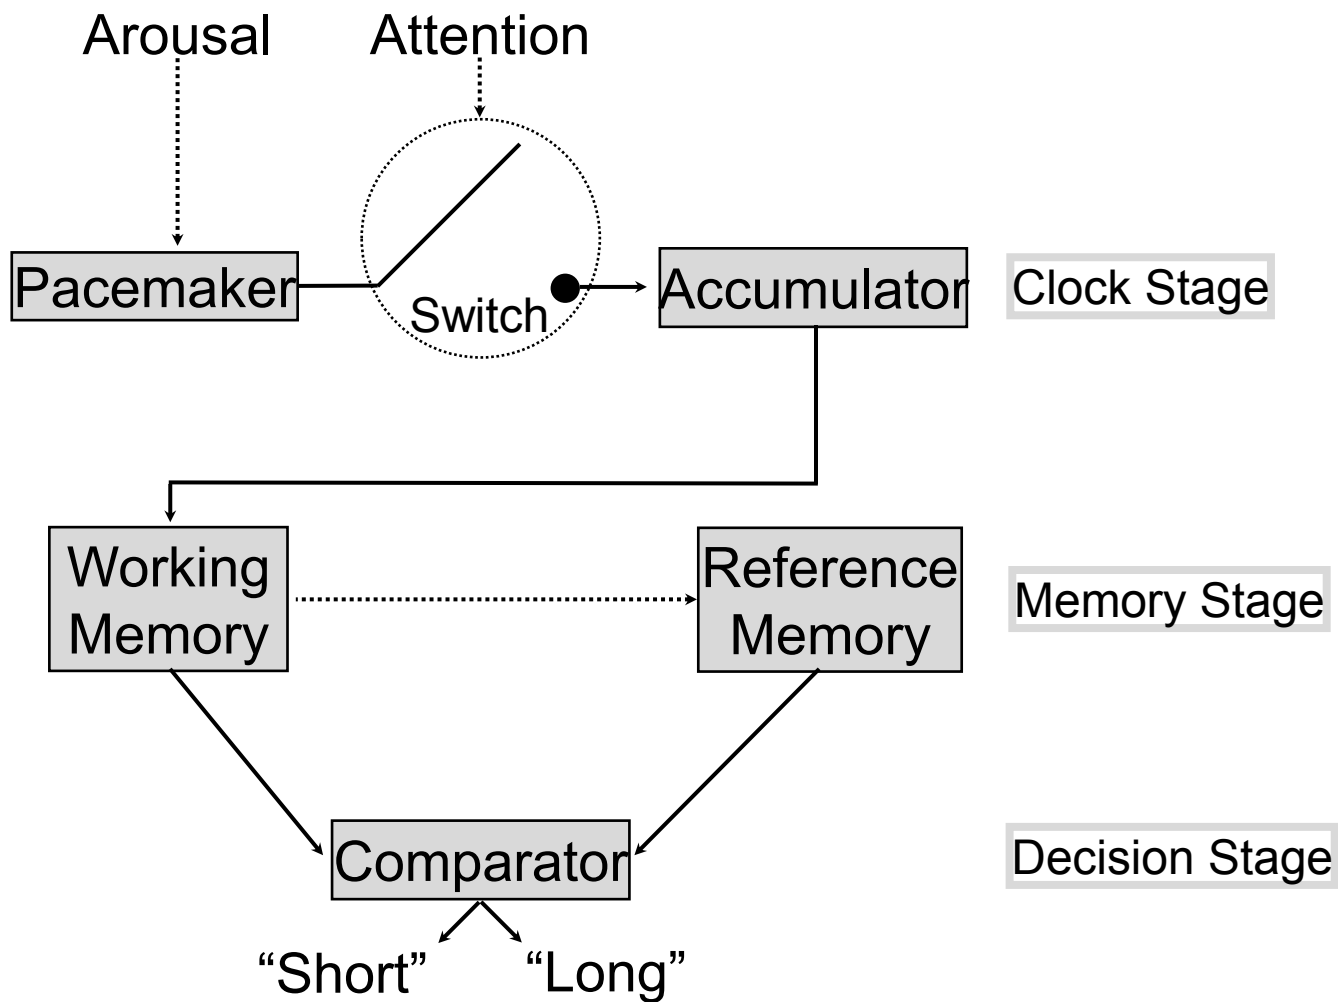 Arousal
Attention
Pacemaker
Switch
Accumulator
Clock Stage
Working
Memory
Reference
Memory
Memory Stage
Comparator
Decision Stage
“Short”
“Long”